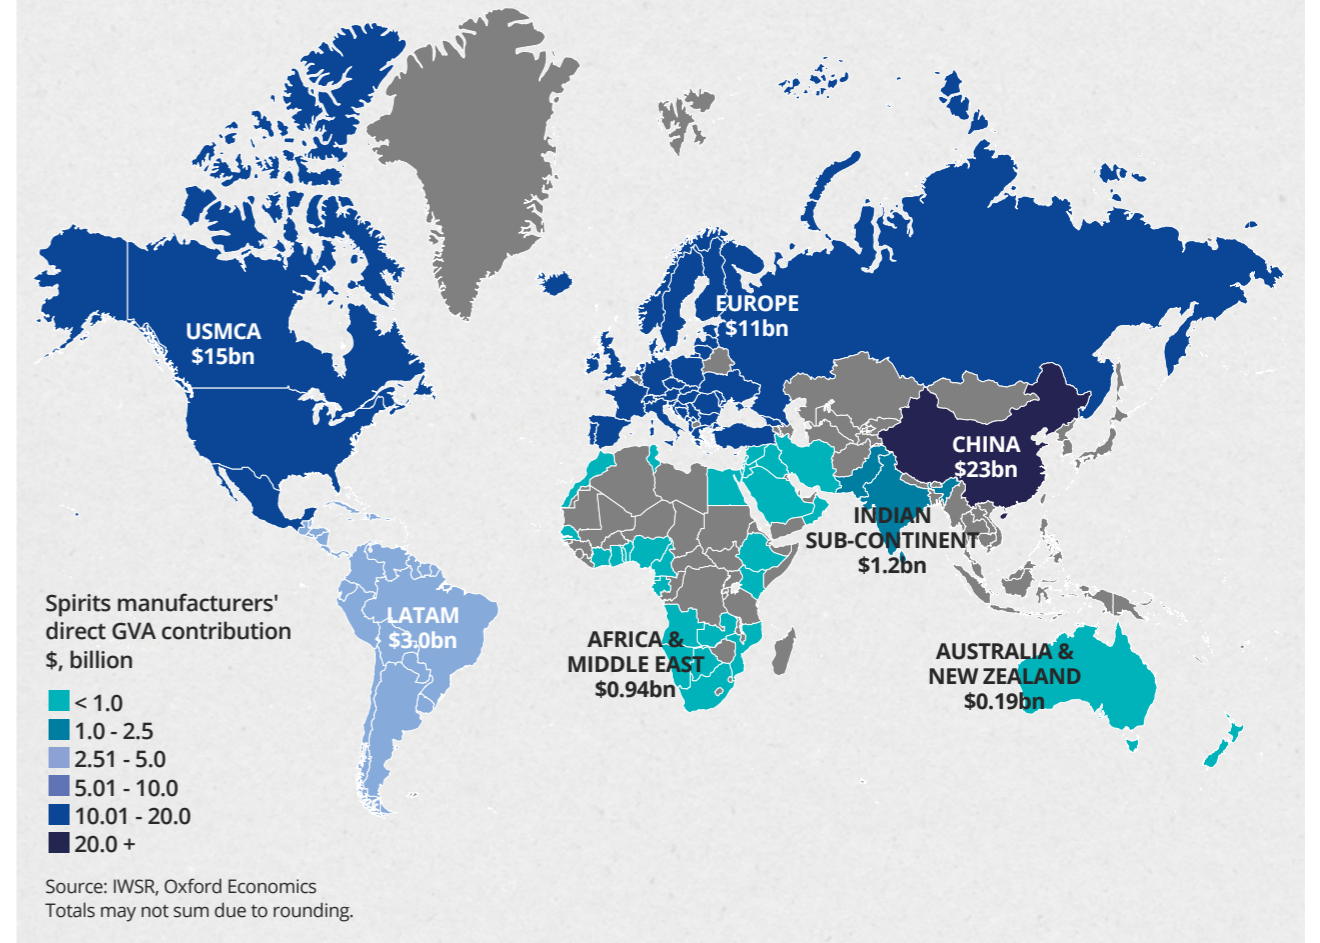 EUROPE
$11bn
USMCA
$15bn
CHINA
$23bn
INDIAN
SUB-CONTINENT
$1.2bn
LATAM
$3.0bn
AFRICA &
MIDDLE EAST
$0.94bn
AUSTRALIA &
NEW ZEALAND
$0.19bn
Spirits manufacturers'
direct GVA contribution
$, billion
< 1.0
1.0 - 2.5
2.51 - 5.0
5.01 - 10.0
10.01 - 20.0
20.0 +
Source: IWSR, Oxford Economics
Totals may not sum due to rounding.